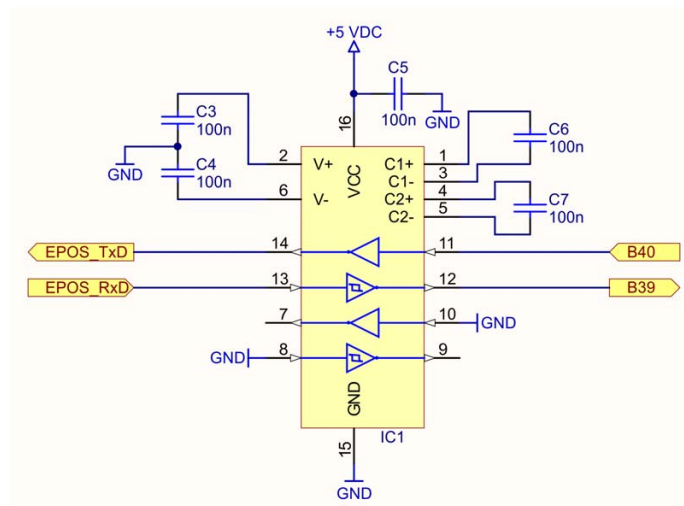 +5 VDC
C5
100n
GND
C3
100n
GND
C4
100n
16
VCC
C6
100n
C7
100n
2
V+
C1+
1
C1-
3
6
V-
C2+
4
C2-
5
EPOS_TxD
14
11
B40
EPOS_RxD
13
12
B39
7
10
GND
GND
8
9
GND
IC1
15
GND